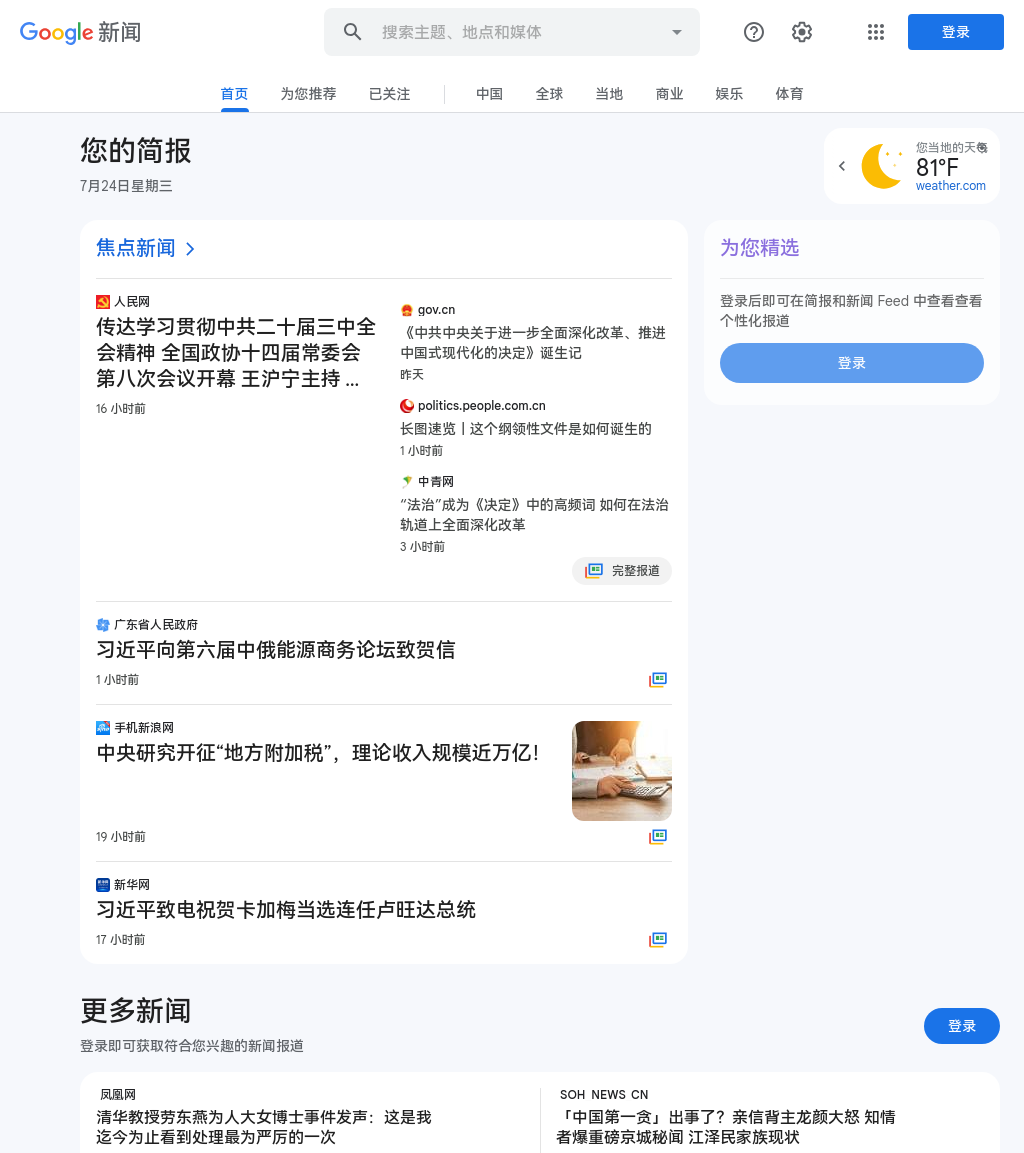 Google 新闻
搜索主题、地点和媒体
登录
首页
为您推荐
已关注
中国
全球
当地
商业
娱乐
体育
您的简报
7月24日星期三
您当地的天气
81°F
weather.com
焦点新闻
人民网
传达学习贯彻中共二十届三中全
会精神 全国政协十四届常委会
第八次会议开幕 王沪宁主持 ...
16 小时前
gov.cn
《中共中央关于进一步全面深化改革、推进
中国式现代化的决定》诞生记
昨天
politics.people.com.cn
长图速览丨这个纲领性文件是如何诞生的
1 小时前
中青网
“法治”成为《决定》中的高频词 如何在法治
轨道上全面深化改革
3 小时前
完整报道
广东省人民政府
习近平向第六届中俄能源商务论坛致贺信
1 小时前
手机新浪网
中央研究开征“地方附加税”，理论收入规模近万亿！
19 小时前
新华网
习近平致电祝贺卡加梅当选连任卢旺达总统
17 小时前
为您精选
登录后即可在简报和新闻 Feed 中查看查看
个性化报道
登录
更多新闻
登录即可获取符合您兴趣的新闻报道
登录
凤凰网
清华教授劳东燕为人大女博士事件发声：这是我
迄今为止看到处理最为严厉的一次
SOH NEWS CN
「中国第一贪」出事了？亲信背主龙颜大怒 知情
者爆重磅京城秘闻 江泽民家族现状